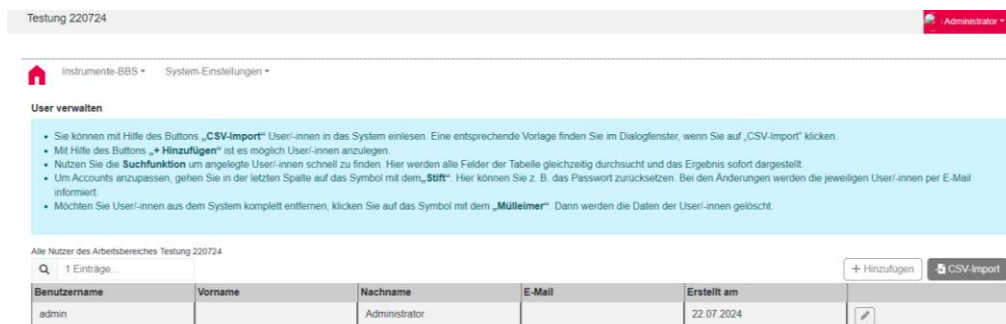 Testung 220724
Administrator
Instrumente-BBS System-Einstellungen
User verwalten
• Sie können mit Hilfe des Buttons „CSV-Import“ User/-innen in das System einlesen. Eine entsprechende Vorlage finden Sie im Dialogfenster, wenn Sie auf „CSV-Import“ klicken.
• Mit Hilfe des Buttons „+ Hinzufügen“ ist es möglich User/-innen anzulegen.
• Nutzen Sie die Suchfunktion um angelegte User/-innen schnell zu finden. Hier werden alle Felder der Tabelle gleichzeitig durchsucht und das Ergebnis sofort dargestellt.
• Um Accounts anzupassen, gehen Sie in der letzten Spalte auf das Symbol mit dem„Stift“. Hier können Sie z. B. das Passwort zurücksetzen. Bei den Änderungen werden die jeweiligen User/-innen per E-Mail
informiert.
• Möchten Sie User/-innen aus dem System komplett entfernen, klicken Sie auf das Symbol mit dem „Mülleimer“. Dann werden die Daten der User/-innen gelöscht.
Alle Nutzer des Arbeitsbereiches Testung 220724
1 Einträge... + Hinzufügen CSV-Import
Benutzername Vorname Nachname E-Mail Erstellt am
admin Administrator 22.07.2024